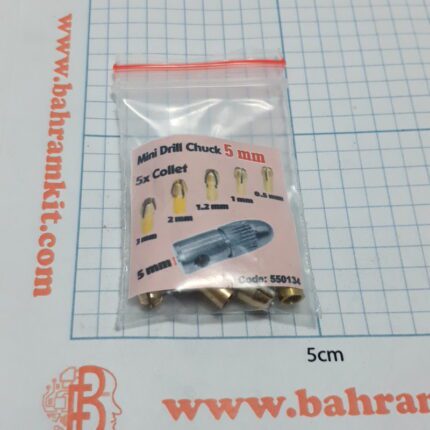 www.bahramkit.com
Mini Drill Chuck 5 mm
5x Collet
3 mm
2 mm
1.2 mm
1 mm
0.5 mm
5 mm
Code: 550134
5cm
www.bahra